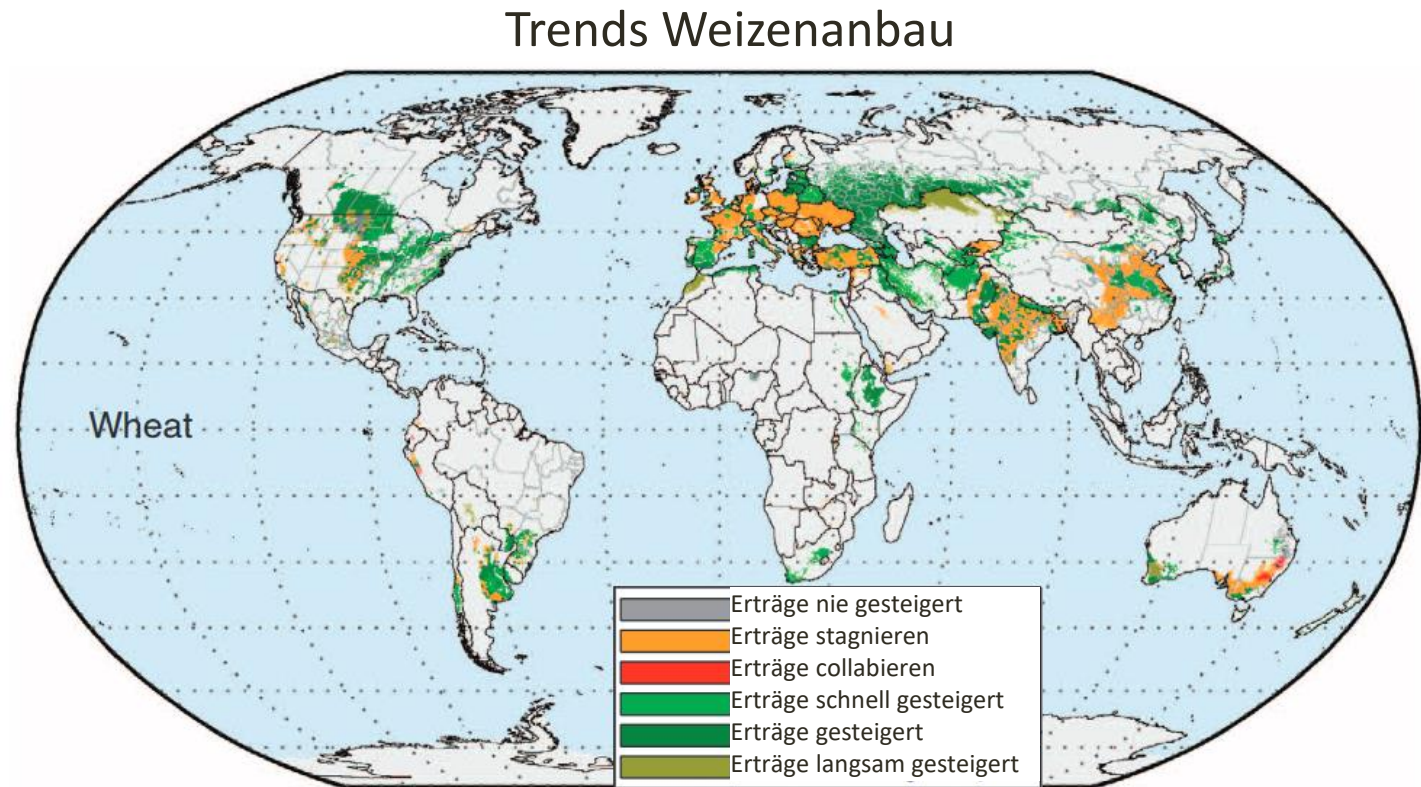 Trends Weizenanbau
Wheat
Erträge nie gesteigert
Erträge stagnieren
Erträge collabieren
Erträge schnell gesteigert
Erträge gesteigert
Erträge langsam gesteigert